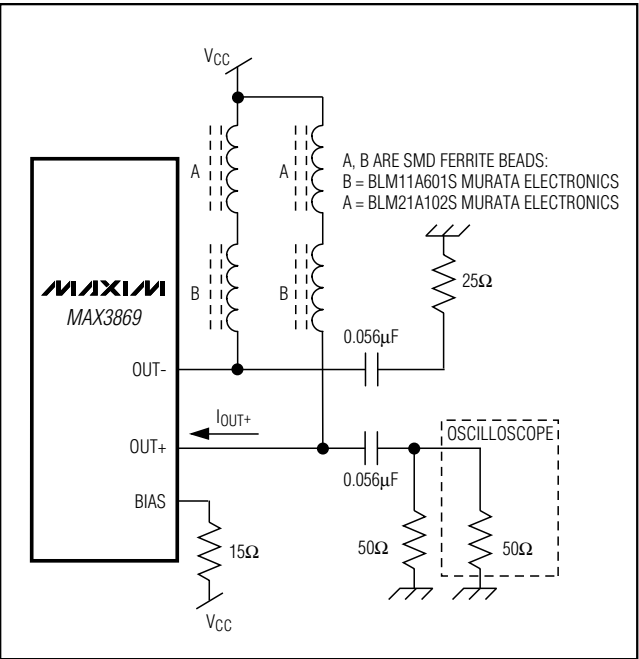 VCC
A
A
A, B ARE SMD FERRITE BEADS:
B = BLM11A601S MURATA ELECTRONICS
A = BLM21A102S MURATA ELECTRONICS
B
B
25Ω
MAXIM
MAX3869
0.056µF
OUT-
IOUT+
OSCILLOSCOPE
OUT+
0.056µF
BIAS
15Ω
50Ω
50Ω
VCC